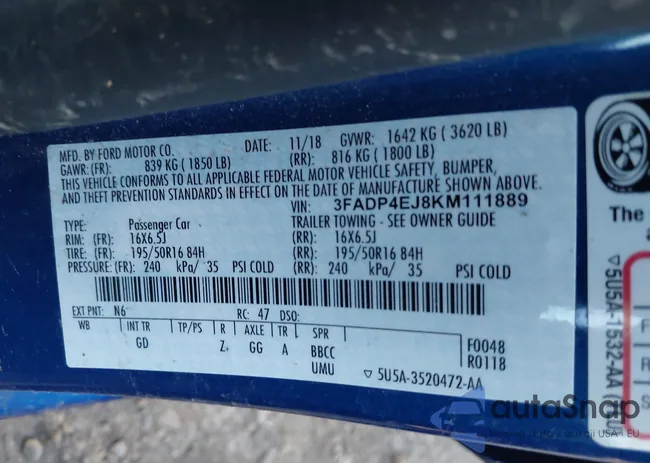 MFD. BY FORD MOTOR CO.
DATE: 11/18 GVWR: 1642 KG ( 3620 LB)
GAWR: (FR): 839 KG ( 1850 LB) (RR): 816 KG ( 1800 LB)
THIS VEHICLE CONFORMS TO ALL APPLICABLE FEDERAL MOTOR VEHICLE SAFETY, BUMPER,
AND THEFT PREVENTION STANDARDS IN EFFECT ON THE DATE OF MANUFACTURE SHOWN ABOVE.
VIN: 3FADP4EJ8KM111889
TYPE: Passenger Car TRAILER TOWING - SEE OWNER GUIDE
RIM: (FR): 16X6.5J (RR): 16X6.5J
TIRE: (FR): 195/50R16 84H (RR): 195/50R16 84H
PRESSURE: (FR): 240 kPa/ 35 PSI COLD (RR): 240 kPa/ 35 PSI COLD
EXT PNT: N6 RC: 47 DSO:
WB INT TR TP/PS R AXLE TR SPR
GD Z GG A BBCC
UMU
F0048
R0118
▽ 5U5A-3520472-AA
The
▽5U5A-1532-AA
F
R
S
autoSnap